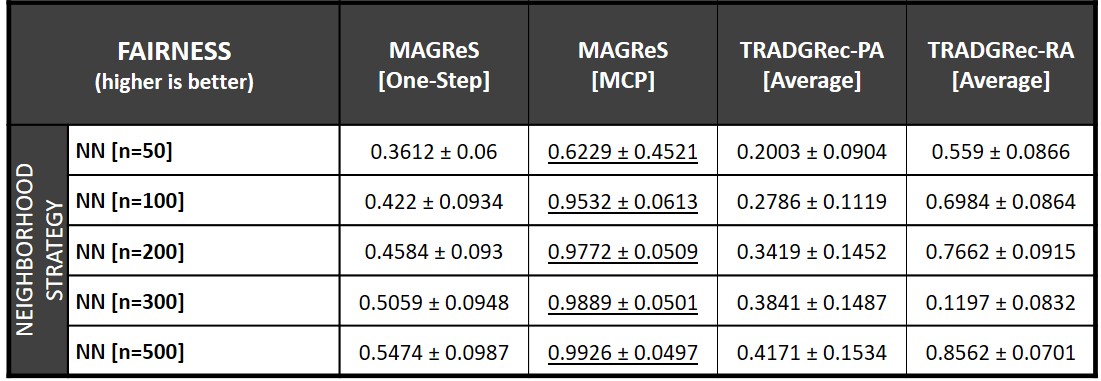 FAIRNESS
(higher is better)
MAGReS
[One-Step]
MAGReS
[MCP]
TRADGRec-PA
[Average]
TRADGRec-RA
[Average]
NEIGHBORHOOD
STRATEGY
NN [n=50] 0.3612 ± 0.06 0.6229 ± 0.4521 0.2003 ± 0.0904 0.559 ± 0.0866
NN [n=100] 0.422 ± 0.0934 0.9532 ± 0.0613 0.2786 ± 0.1119 0.6984 ± 0.0864
NN [n=200] 0.4584 ± 0.093 0.9772 ± 0.0509 0.3419 ± 0.1452 0.7662 ± 0.0915
NN [n=300] 0.5059 ± 0.0948 0.9889 ± 0.0501 0.3841 ± 0.1487 0.1197 ± 0.0832
NN [n=500] 0.5474 ± 0.0987 0.9926 ± 0.0497 0.4171 ± 0.1534 0.8562 ± 0.0701